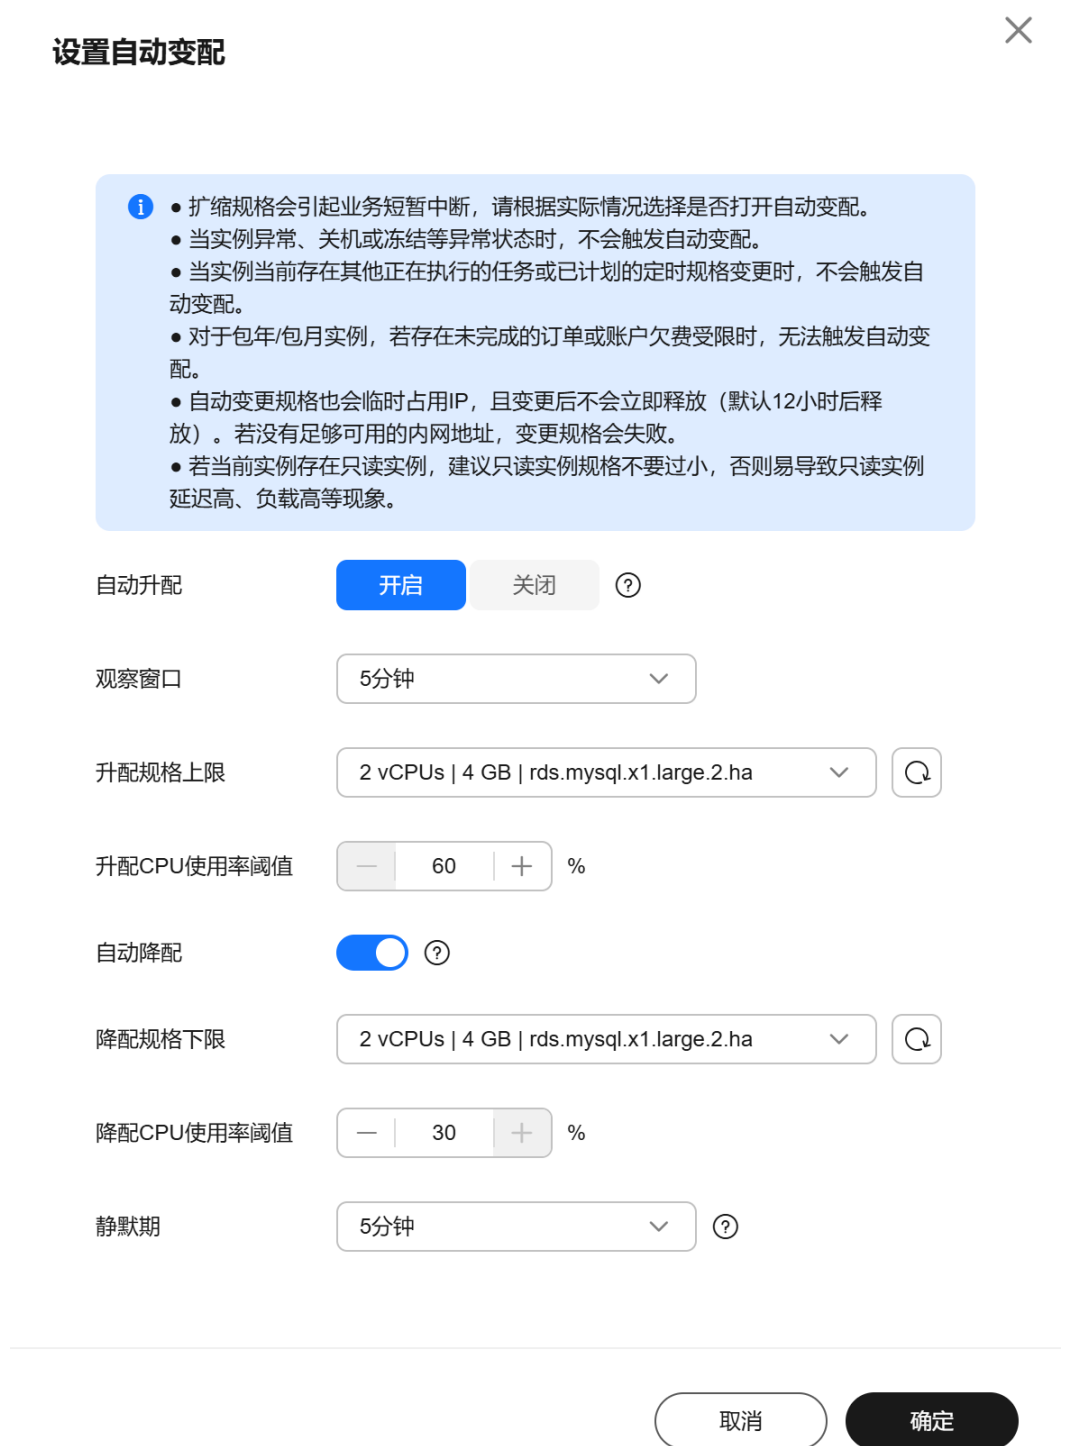 设置自动变配
● 扩缩规格会引起业务短暂中断，请根据实际情况选择是否打开自动变配。
● 当实例异常、关机或冻结等异常状态时，不会触发自动变配。
● 当实例当前存在其他正在执行的任务或已计划的定时规格变更时，不会触发自
动变配。
● 对于包年/包月实例，若存在未完成的订单或账户欠费受限时，无法触发自动变
配。
● 自动变更规格也会临时占用IP，且变更后不会立即释放（默认12小时后释
放）。若没有足够可用的内网地址，变更规格会失败。
● 若当前实例存在只读实例，建议只读实例规格不要过小，否则易导致只读实例
延迟高、负载高等现象。
自动升配 开启 关闭
观察窗口 5分钟
升配规格上限 2 vCPUs | 4 GB | rds.mysql.x1.large.2.ha
升配CPU使用率阈值 60 %
自动降配
降配规格下限 2 vCPUs | 4 GB | rds.mysql.x1.large.2.ha
降配CPU使用率阈值 30 %
静默期 5分钟
取消 确定